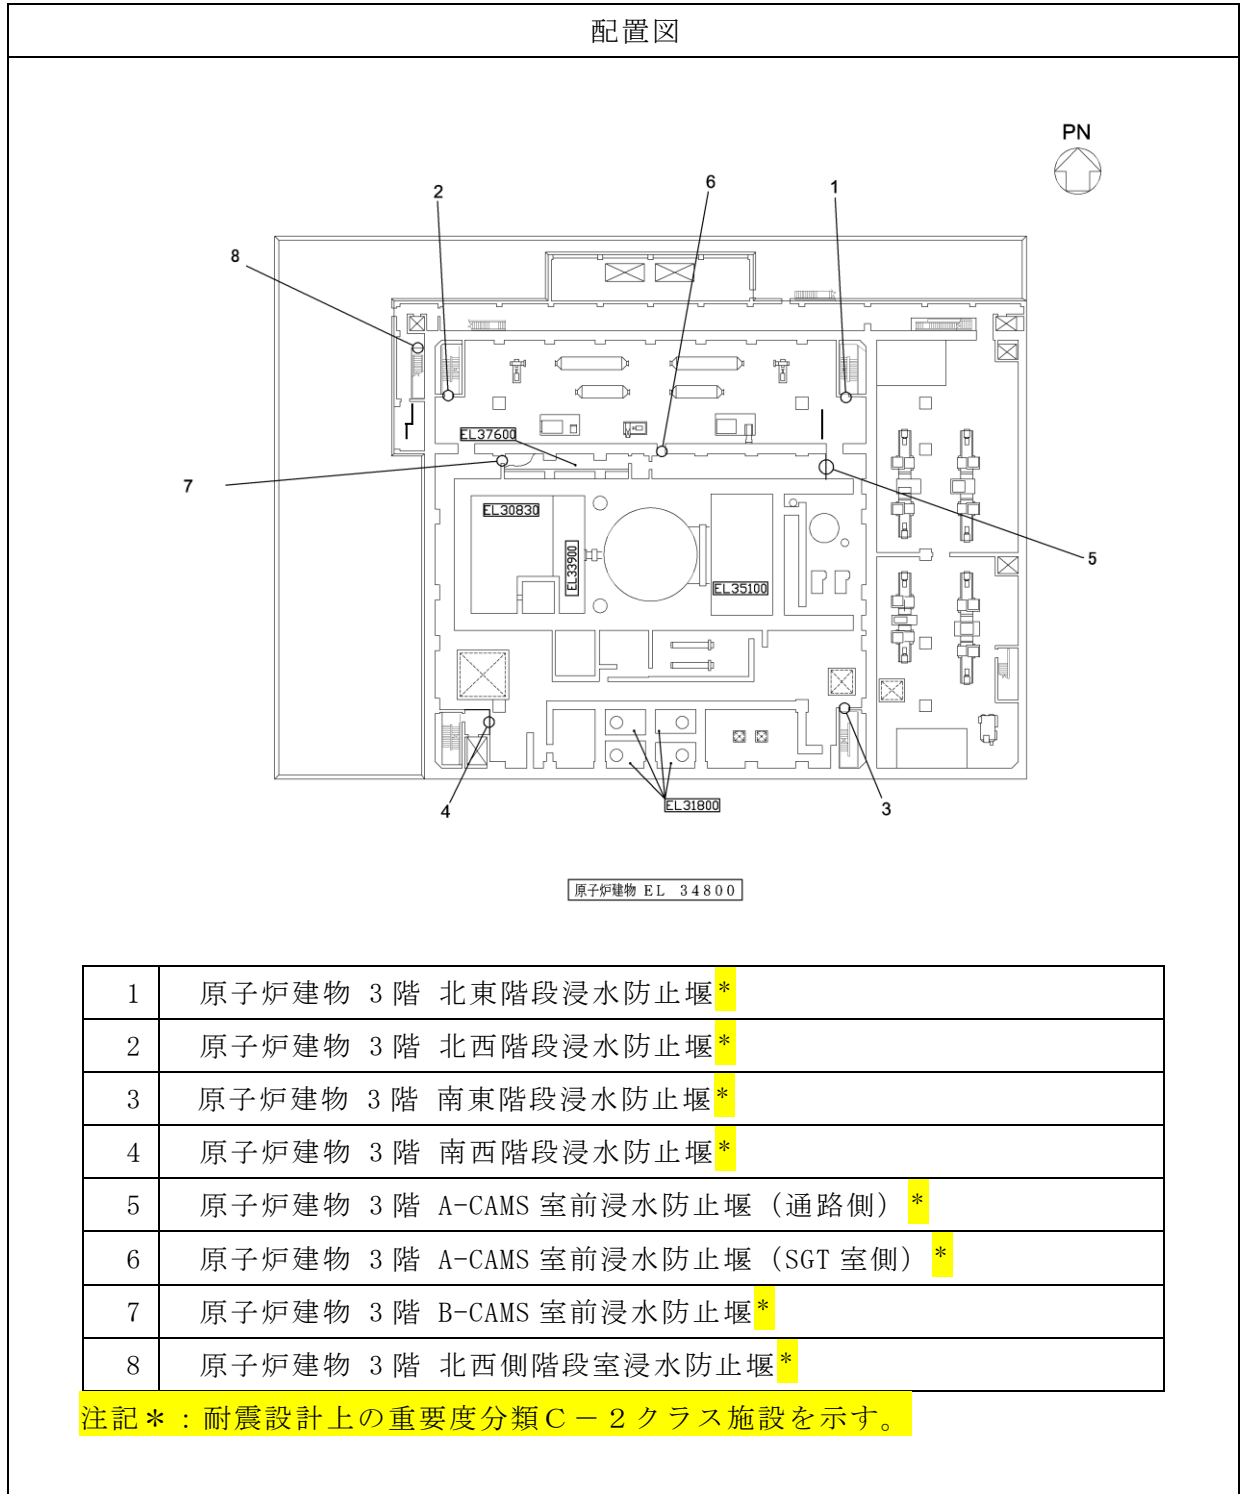 配置図
PN
6
1
2
8
EL37600
7
EL30830
EL33900
EL35100
5
4
EL31800
3
原子炉建物 EL 34800
1 原子炉建物 3階 北東階段浸水防止堰*
2 原子炉建物 3階 北西階段浸水防止堰*
3 原子炉建物 3階 南東階段浸水防止堰*
4 原子炉建物 3階 南西階段浸水防止堰*
5 原子炉建物 3階 A-CAMS室前浸水防止堰（通路側）*
6 原子炉建物 3階 A-CAMS室前浸水防止堰（SGT室側）*
7 原子炉建物 3階 B-CAMS室前浸水防止堰*
8 原子炉建物 3階 北西側階段室浸水防止堰*
注記＊：耐震設計上の重要度分類Ｃ－２クラス施設を示す。